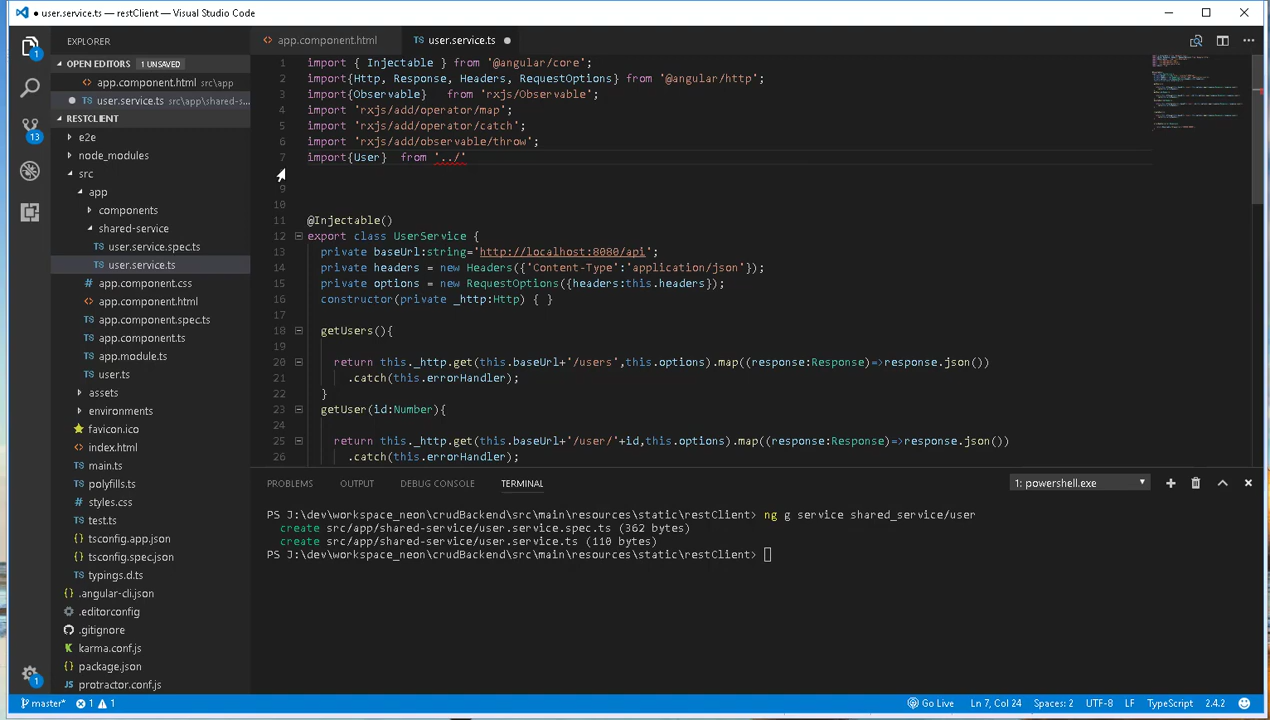 user.service.ts — restClient — Visual Studio Code
EXPLORER
OPEN EDITORS 1 UNSAVED
app.component.html src\app
user.service.ts src\app\shared-s...
RESTCLIENT
e2e
node_modules
src
app
components
shared-service
user.service.spec.ts
user.service.ts
app.component.css
app.component.html
app.component.spec.ts
app.component.ts
app.module.ts
user.ts
assets
environments
favicon.ico
index.html
main.ts
polyfills.ts
styles.css
test.ts
tsconfig.app.json
tsconfig.spec.json
typings.d.ts
.angular-cli.json
.editorconfig
.gitignore
karma.conf.js
package.json
protractor.conf.js
1
13
1
app.component.html
user.service.ts
1 import { Injectable } from '@angular/core';
2 import{Http, Response, Headers, RequestOptions} from '@angular/http';
3 import{Observable}   from 'rxjs/Observable';
4 import 'rxjs/add/operator/map';
5 import 'rxjs/add/operator/catch';
6 import 'rxjs/add/observable/throw';
7 import{User}  from '../'
9
10
11 @Injectable()
12 export class UserService {
13 private baseUrl:string='http://localhost:8080/api';
14 private headers = new Headers({'Content-Type':'application/json'});
15 private options = new RequestOptions({headers:this.headers});
16 constructor(private _http:Http) { }
17
18 getUsers(){
19
20 return this._http.get(this.baseUrl+'/users',this.options).map((response:Response)=>response.json())
21 .catch(this.errorHandler);
22 }
23 getUser(id:Number){
24
25 return this._http.get(this.baseUrl+'/user/'+id,this.options).map((response:Response)=>response.json())
26 .catch(this.errorHandler);
PROBLEMS OUTPUT DEBUG CONSOLE TERMINAL 1: powershell.exe
PS J:\dev\workspace_neon\crudBackend\src\main\resources\static\restClient> ng g service shared_service/user
create src/app/shared-service/user.service.spec.ts (362 bytes)
create src/app/shared-service/user.service.ts (110 bytes)
PS J:\dev\workspace_neon\crudBackend\src\main\resources\static\restClient>
master* 1 1 Go Live Ln 7, Col 24 Spaces: 2 UTF-8 LF TypeScript 2.4.2